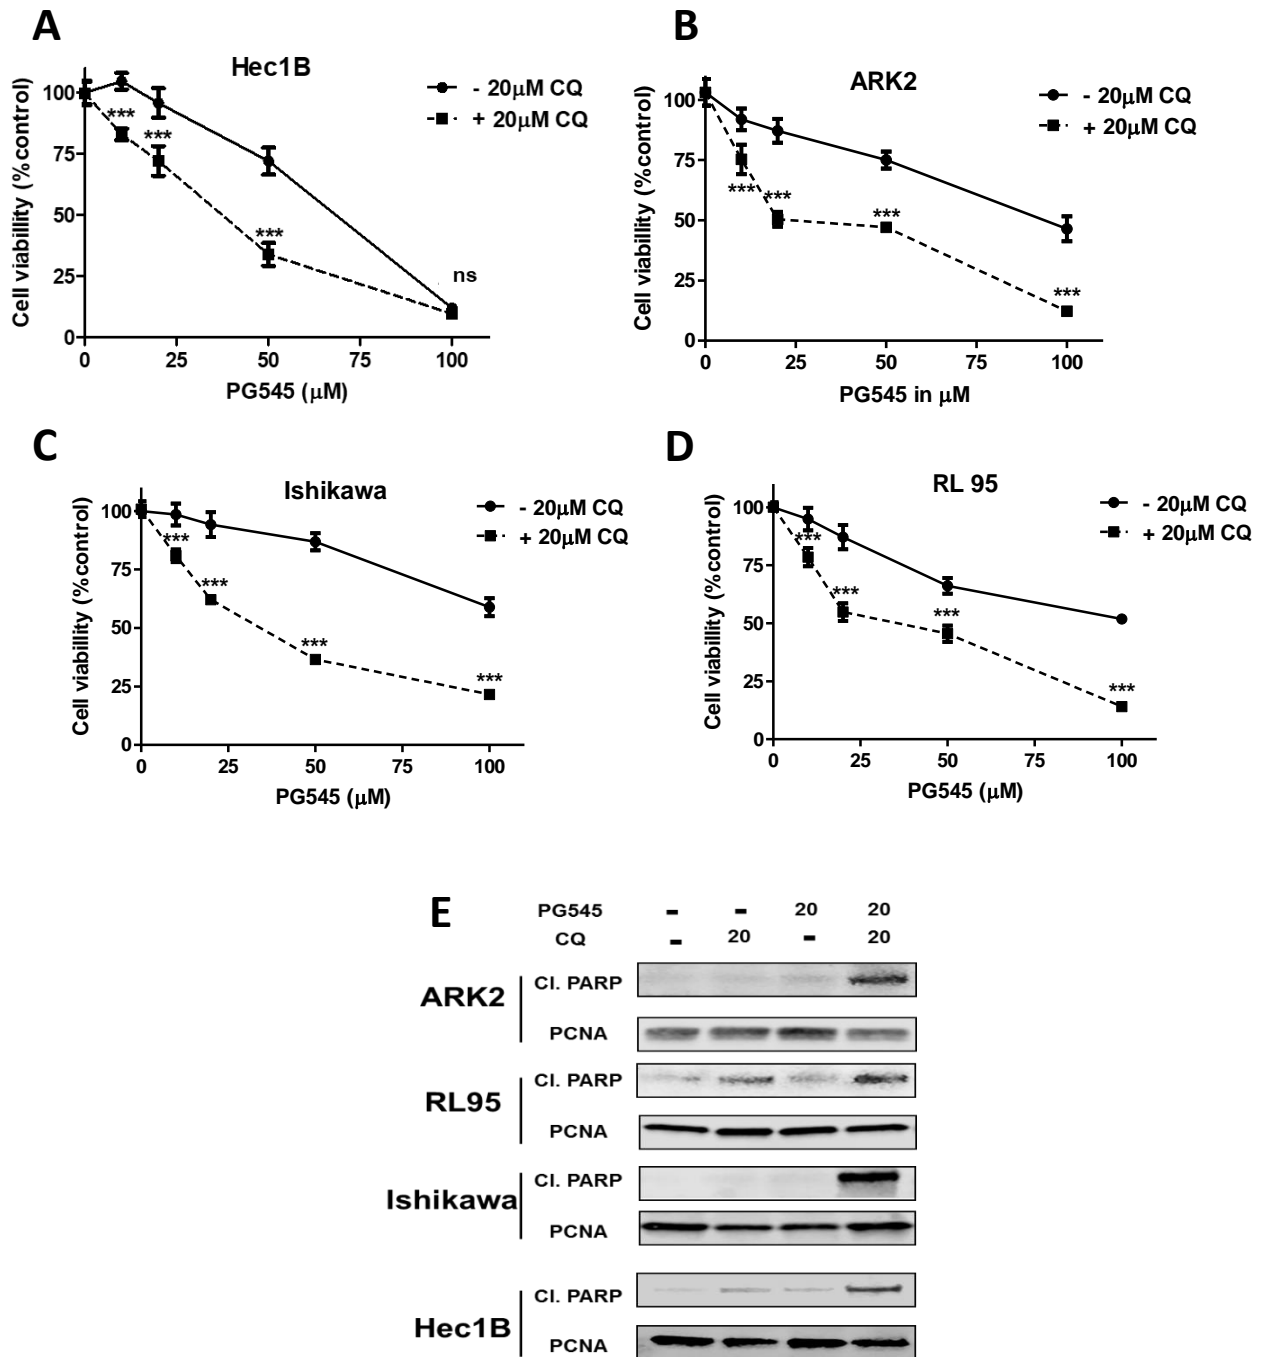 A
Hec1B
- 20μM CQ
+ 20μM CQ
Cell viabillity (%control)
100
75
50
25
0
***
***
***
ns
0 25 50 75 100
PG545 (μM)
B
ARK2
- 20μM CQ
+ 20μM CQ
Cell viabillity (%control)
100
75
50
25
0
***
***
***
***
0 25 50 75 100
PG545 in μM
C
Ishikawa
- 20μM CQ
+ 20μM CQ
Cell viabillity (%control)
100
75
50
25
0
***
***
***
***
0 25 50 75 100
PG545 (μM)
D
RL 95
- 20μM CQ
+ 20μM CQ
Cell viabillity (%control)
100
75
50
25
0
***
***
***
***
0 25 50 75 100
PG545 (μM)
E
PG545 - - 20 20
CQ - 20 - 20
ARK2
Cl. PARP
PCNA
RL95
Cl. PARP
PCNA
Ishikawa
Cl. PARP
PCNA
Hec1B
Cl. PARP
PCNA